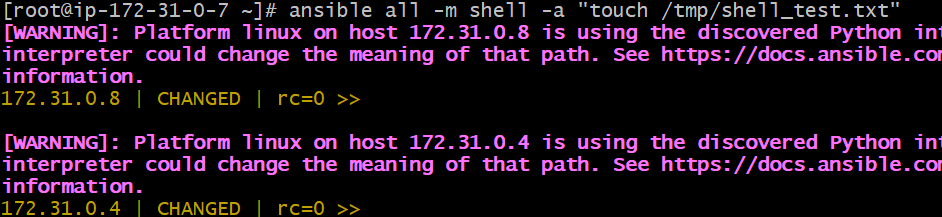 [root@ip-172-31-0-7 ~]# ansible all -m shell -a "touch /tmp/shell_test.txt"
[WARNING]: Platform linux on host 172.31.0.8 is using the discovered Python
interpreter could change the meaning of that path. See https://docs.ansible.co
information.
172.31.0.8 | CHANGED | rc=0 >>
[WARNING]: Platform linux on host 172.31.0.4 is using the discovered Python
interpreter could change the meaning of that path. See https://docs.ansible.co
information.
172.31.0.4 | CHANGED | rc=0 >>